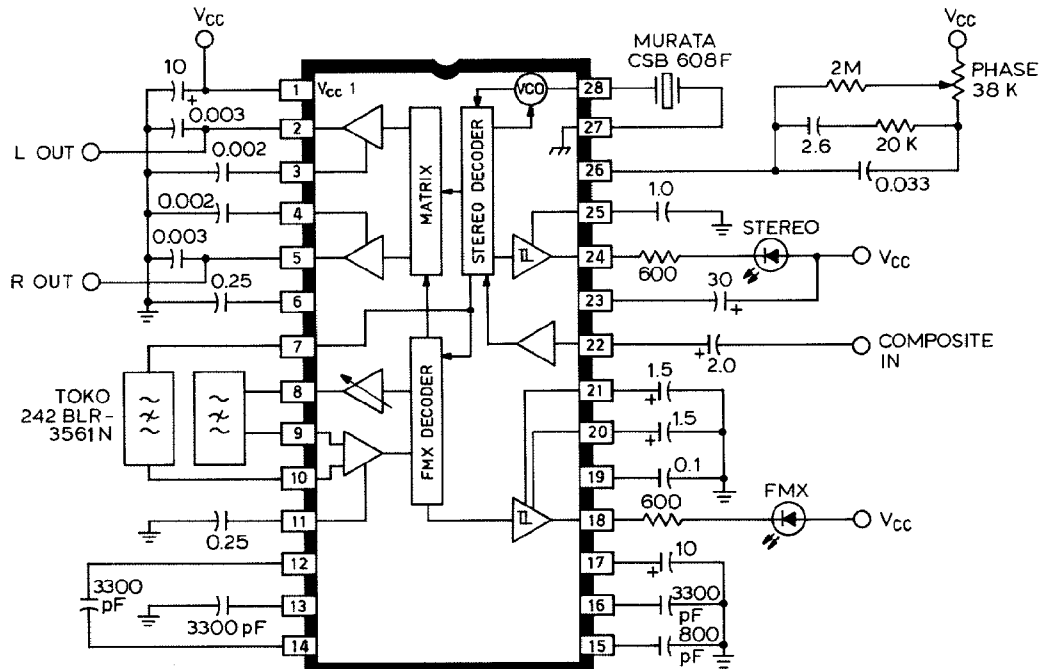 VCC
10
+
0.003
L OUT
0.002
0.002
0.003
R OUT
0.25
TOKO
242 BLR-
3561N
0.25
3300
pF
3300 pF
1
2
3
4
5
6
7
8
9
10
11
12
13
14
VCC 1
MATRIX
STEREO DECODER
VCO
FMX DECODER
28
27
26
25
24
23
22
21
20
19
18
17
16
15
MURATA
CSB 608F
VCC
2M
PHASE
38 K
2.6
20 K
0.033
1.0
STEREO
600
VCC
30
+
COMPOSITE
IN
+
2.0
1.5
+
1.5
+
0.1
FMX
600
VCC
10
+
3300
pF
800
pF